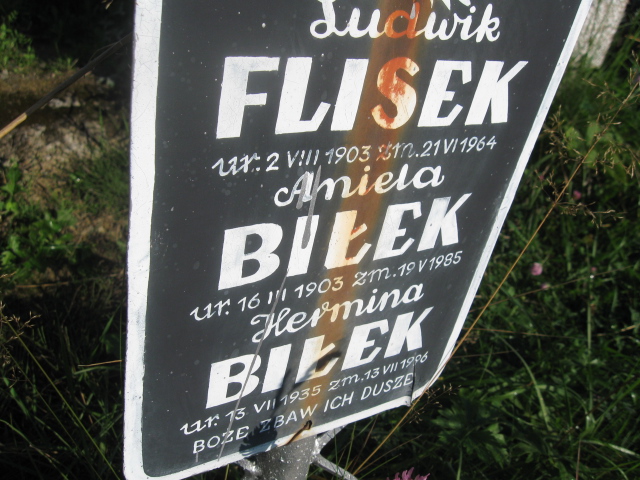 Ludwik
FLISEK
ur. 2 VIII 1903 zm. 21 VI 1964
Aniela
BIŁEK
ur. 16 III 1903 zm. 19 V 1985
Hermina
BIŁEK
ur. 13 VII 1935 zm. 13 VII 1996
BOŻE ZBAW ICH DUSZE